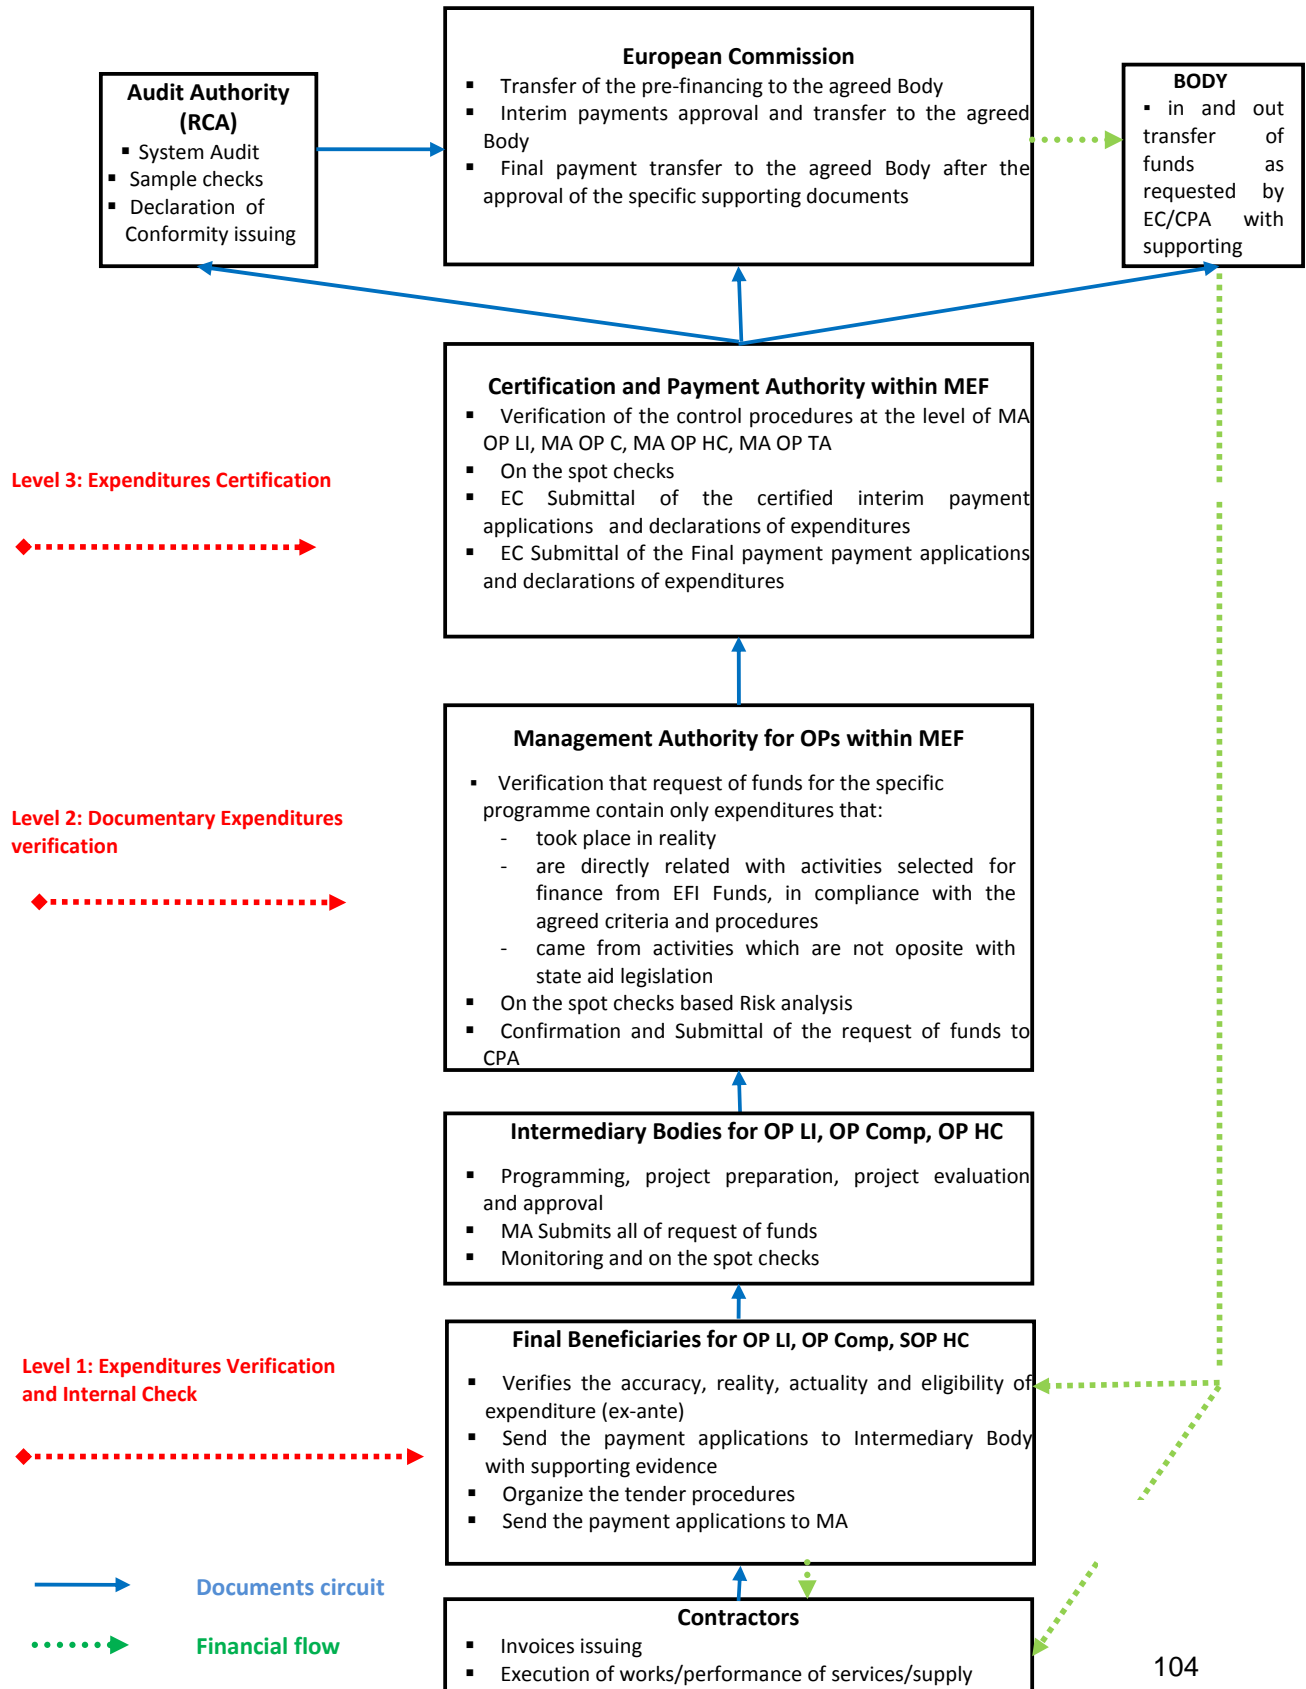 European Commission
▪ Transfer of the pre-financing to the agreed Body
▪ Interim payments approval and transfer to the agreed
Body
▪ Final payment transfer to the agreed Body after the
approval of the specific supporting documents
Audit Authority
(RCA)
▪ System Audit
▪ Sample checks
▪ Declaration of
Conformity issuing
BODY
▪ in and out
transfer of
funds as
requested by
EC/CPA with
supporting
Certification and Payment Authority within MEF
▪ Verification of the control procedures at the level of MA
OP LI, MA OP C, MA OP HC, MA OP TA
▪ On the spot checks
▪ EC Submittal of the certified interim payment
applications and declarations of expenditures
▪ EC Submittal of the Final payment payment applications
and declarations of expenditures
Level 3: Expenditures Certification
Management Authority for OPs within MEF
▪ Verification that request of funds for the specific
programme contain only expenditures that:
- took place in reality
- are directly related with activities selected for
finance from EFI Funds, in compliance with the
agreed criteria and procedures
- came from activities which are not oposite with
state aid legislation
▪ On the spot checks based Risk analysis
▪ Confirmation and Submittal of the request of funds to
CPA
Level 2: Documentary Expenditures
verification
Intermediary Bodies for OP LI, OP Comp, OP HC
▪ Programming, project preparation, project evaluation
and approval
▪ MA Submits all of request of funds
▪ Monitoring and on the spot checks
Final Beneficiaries for OP LI, OP Comp, SOP HC
▪ Verifies the accuracy, reality, actuality and eligibility of
expenditure (ex-ante)
▪ Send the payment applications to Intermediary Body
with supporting evidence
▪ Organize the tender procedures
▪ Send the payment applications to MA
Level 1: Expenditures Verification
and Internal Check
Contractors
▪ Invoices issuing
▪ Execution of works/performance of services/supply
Documents circuit
Financial flow
104